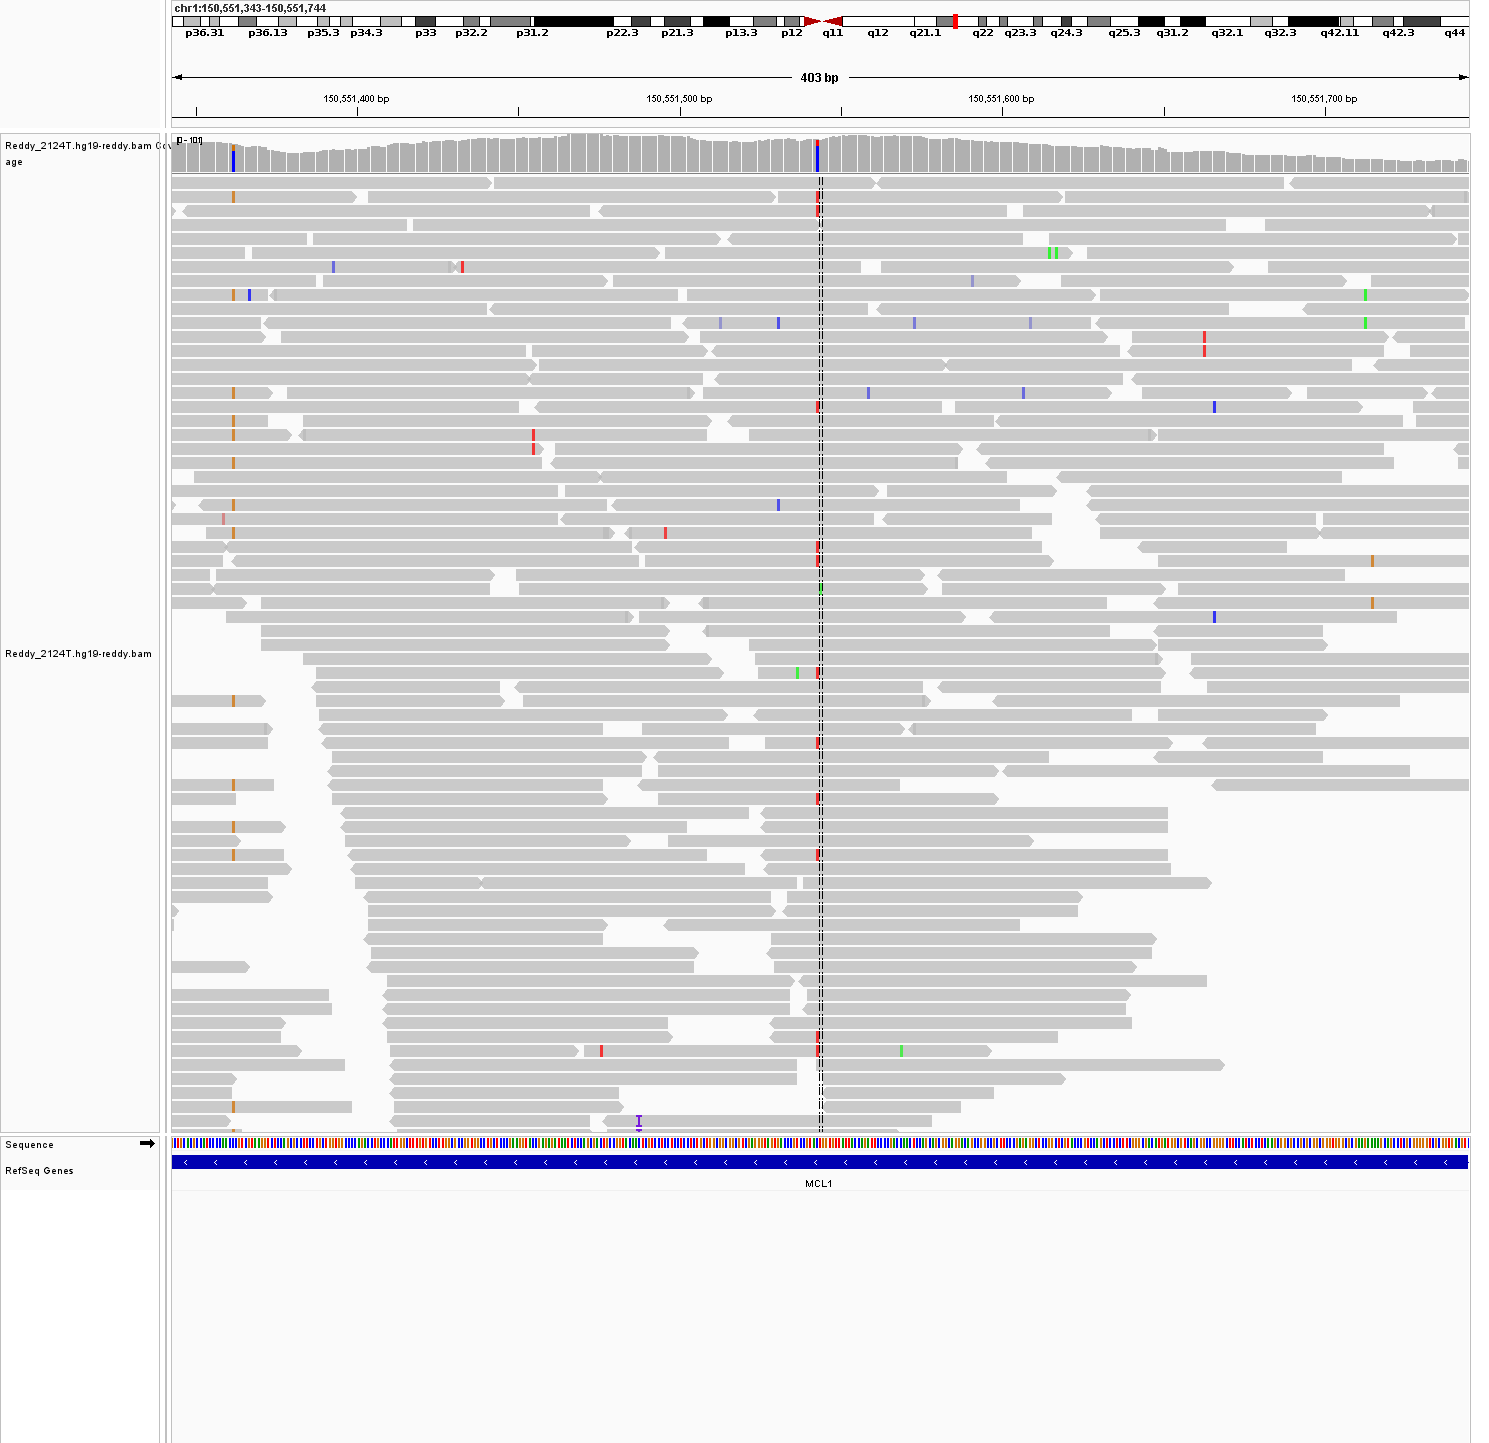 chr1:150,551,343-150,551,744
p36.31 p36.13 p35.3 p34.3 p33 p32.2 p31.2 p22.3 p21.3 p13.3 p12 q11 q12 q21.1 q22 q23.3 q24.3 q25.3 q31.2 q32.1 q32.3 q42.11 q42.3 q44
403 bp
150,551,400 bp 150,551,500 bp 150,551,600 bp 150,551,700 bp
Reddy_2124T.hg19-reddy.bam Cov
age
[0 - 101]
Reddy_2124T.hg19-reddy.bam
Sequence
RefSeq Genes
MCL1